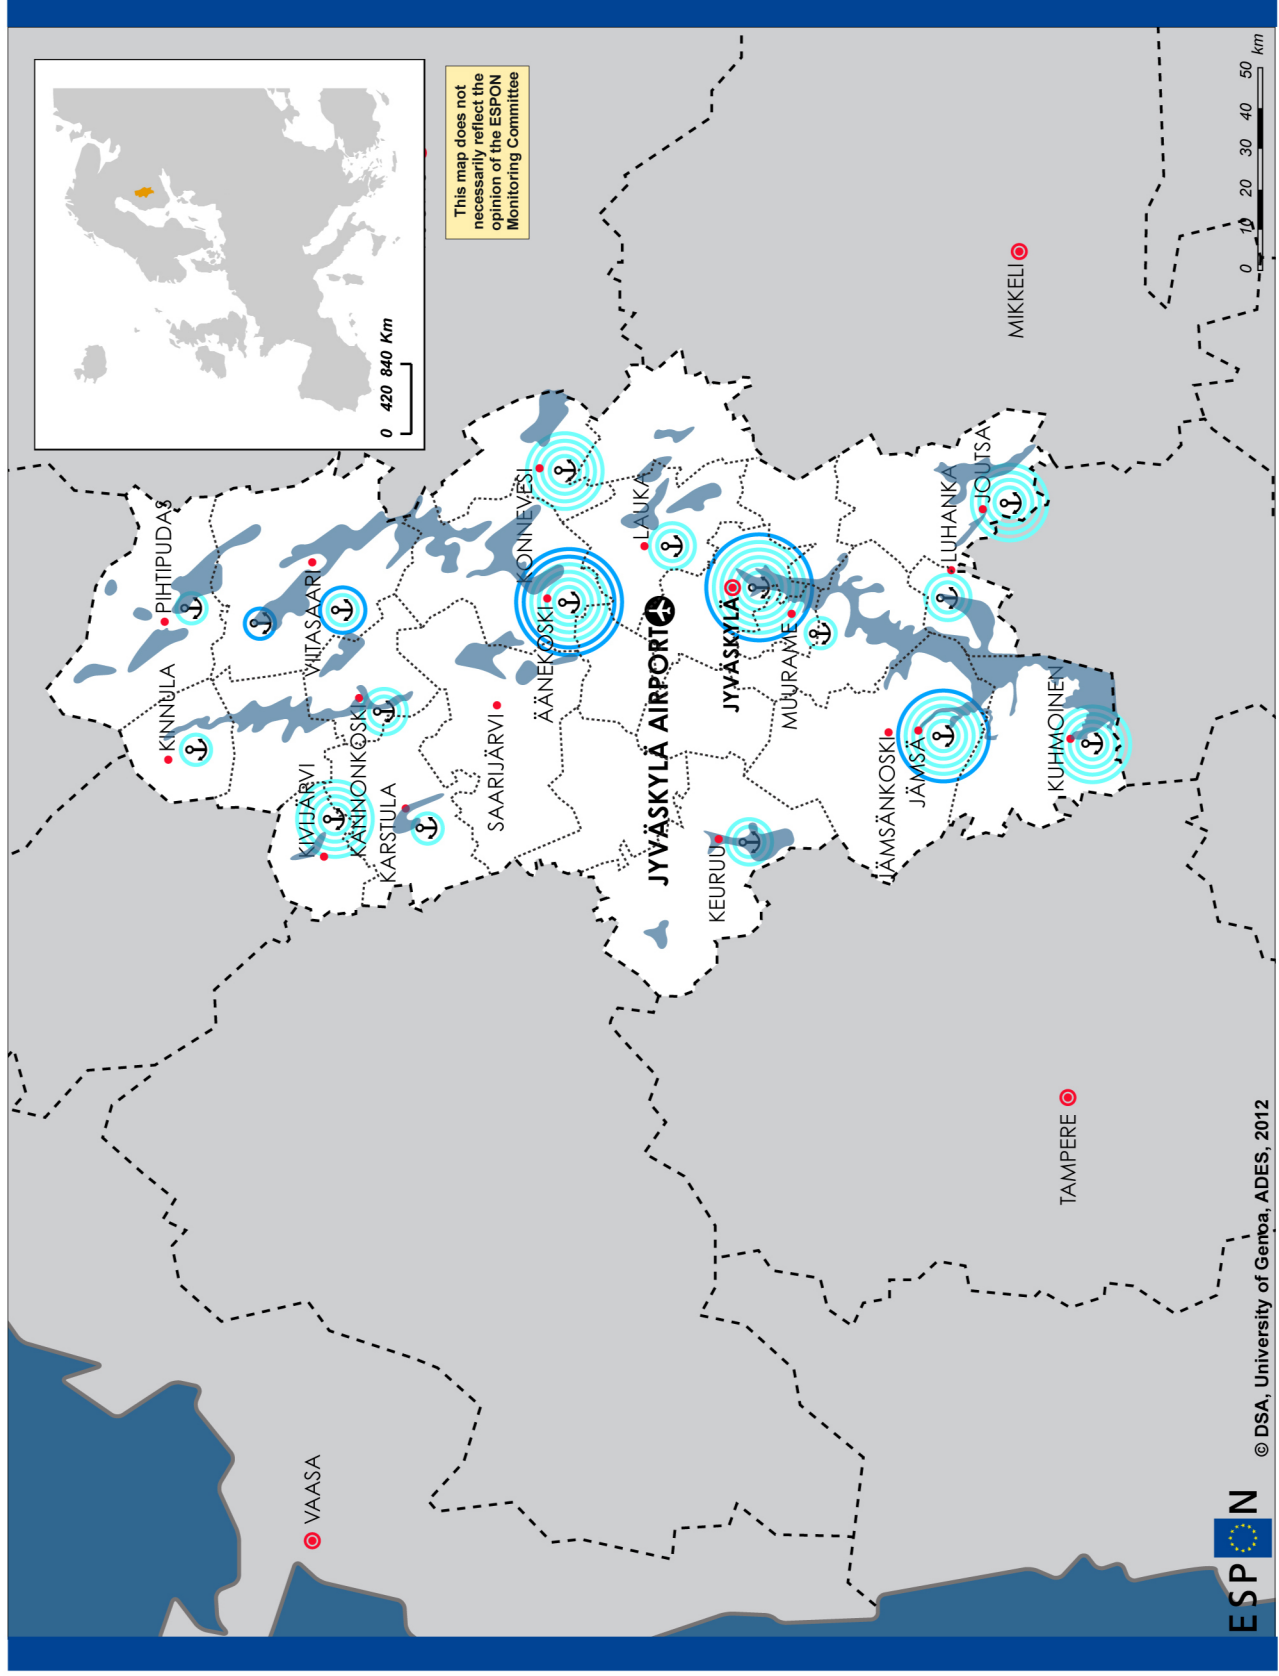 This map does not
necessarily reflect the
opinion of the ESPON
Monitoring Committee
0 420 840 Km
PIHTIPUDAS
KINNULA
VIITASAARI
KIVIJÄRVI
KANNONKOSKI
KARSTULA
KONNEVESI
SAARIJÄRVI
ÄÄNEKOSKI
LAUKAA
JYVÄSKYLÄ AIRPORT
JYVÄSKYLÄ
KEURUU
MUURAME
JÄMSÄNKOSKI
JÄMSÄ
LUHANKA
JOUTSA
KUHMOINEN
VAASA
TAMPERE
MIKKELI
0 10 20 30 40 50 km
ESPON
© DSA, University of Genoa, ADES, 2012